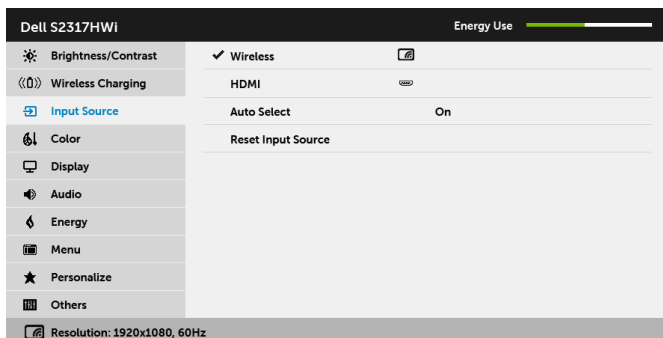 Dell S2317HWi
Energy Use
Brightness/Contrast
Wireless Charging
Input Source
Color
Display
Audio
Energy
Menu
Personalize
Others
Wireless
HDMI
Auto Select On
Reset Input Source
Resolution: 1920x1080, 60Hz